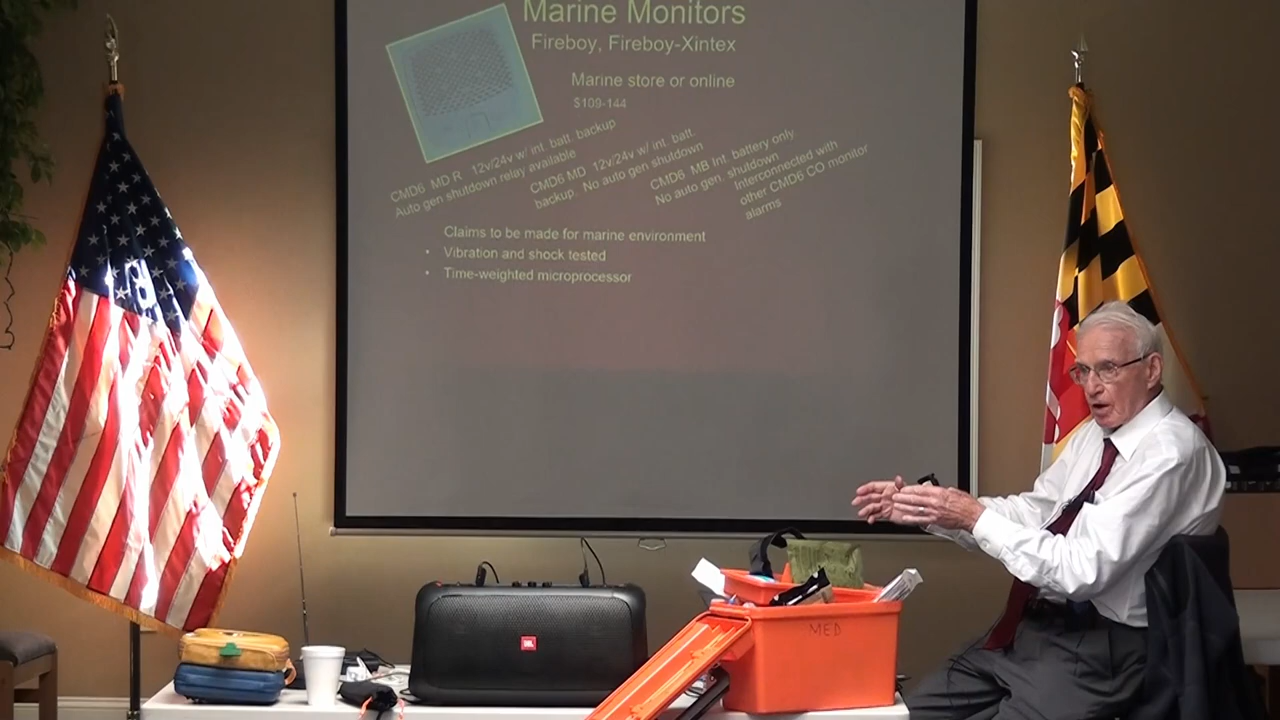 Marine Monitors
Fireboy, Fireboy-Xintex
Marine store or online
$109-144
CMD6 MD R 12v/24v w/ int. batt. backup
Auto gen shutdown relay available
CMD6 MD 12v/24v w/ int. batt.
backup. No auto gen shutdown
CMD6 MB Int. battery only
No auto gen. shutdown
Interconnected with
other CMD6 CO monitor
alarms
Claims to be made for marine environment
• Vibration and shock tested
• Time-weighted microprocessor
JBL
MED